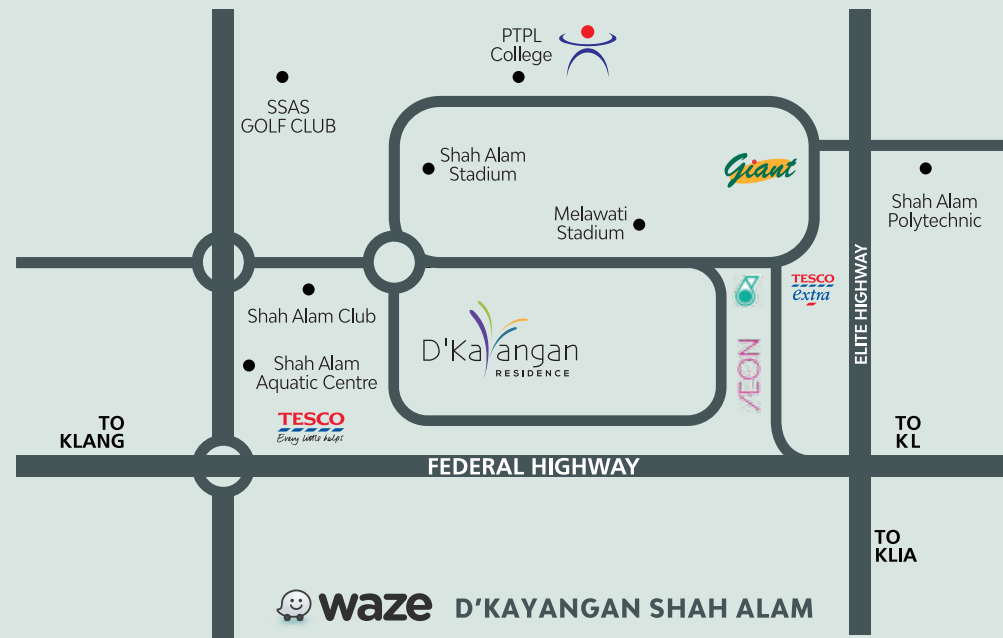 PTPL
College
SSAS
GOLF CLUB
Shah Alam
Stadium
Giant
Melawati
Stadium
Shah Alam
Polytechnic
TESCO
extra
ELITE HIGHWAY
Shah Alam Club
D'Kayangan
RESIDENCE
AEON
Shah Alam
Aquatic Centre
TESCO
Every little helps
TO
KLANG
TO
KL
FEDERAL HIGHWAY
TO
KLIA
waze D'KAYANGAN SHAH ALAM